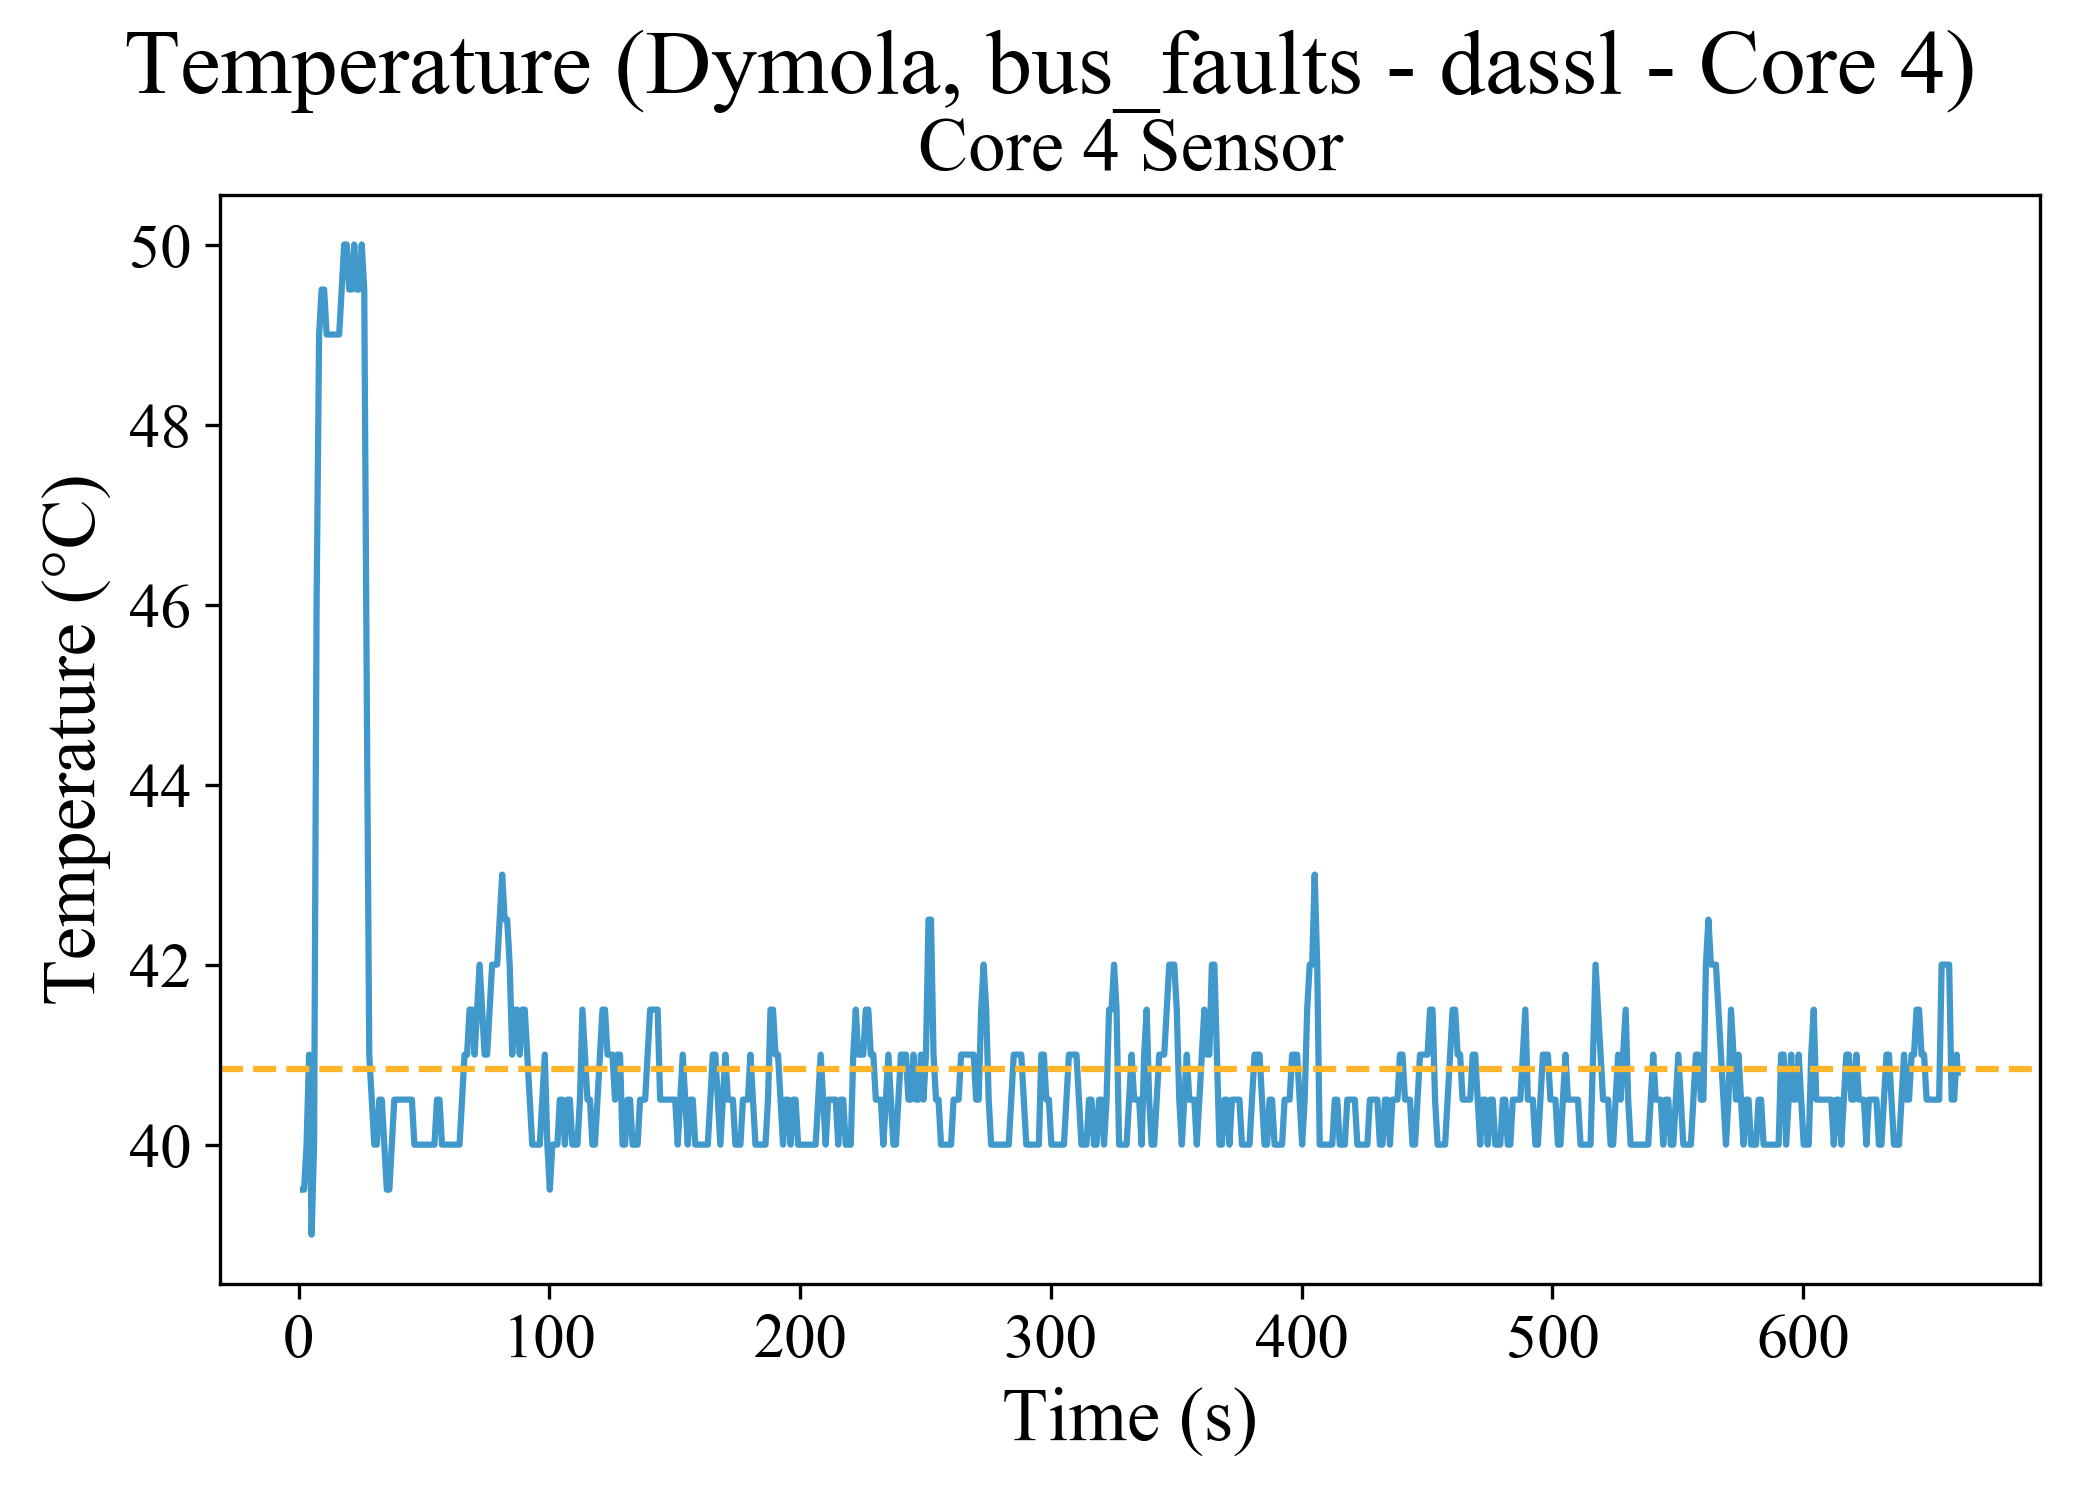 Temperature (Dymola, bus_faults - dassl - Core 4)
Core 4 Sensor
Temperature (°C)
50
48
46
44
42
40
0 100 200 300 400 500 600
Time (s)